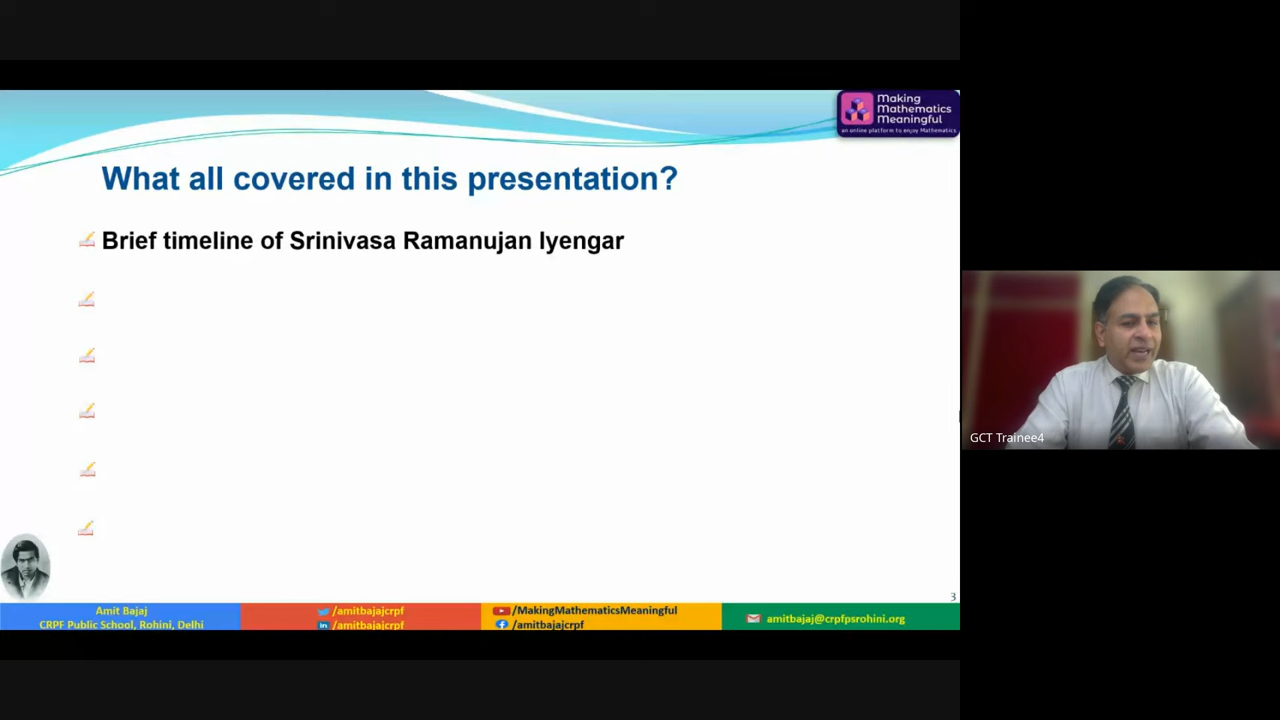 Making
Mathematics
Meaningful
an online platform to enjoy Mathematics
What all covered in this presentation?
Brief timeline of Srinivasa Ramanujan Iyengar
GCT Trainee4
3
Amit Bajaj
CRPF Public School, Rohini, Delhi
/amitbajajcrpf
/amitbajajcrpf
/MakingMathematicsMeaningful
/amitbajajcrpf
amitbajaj@crpfpsrohini.org